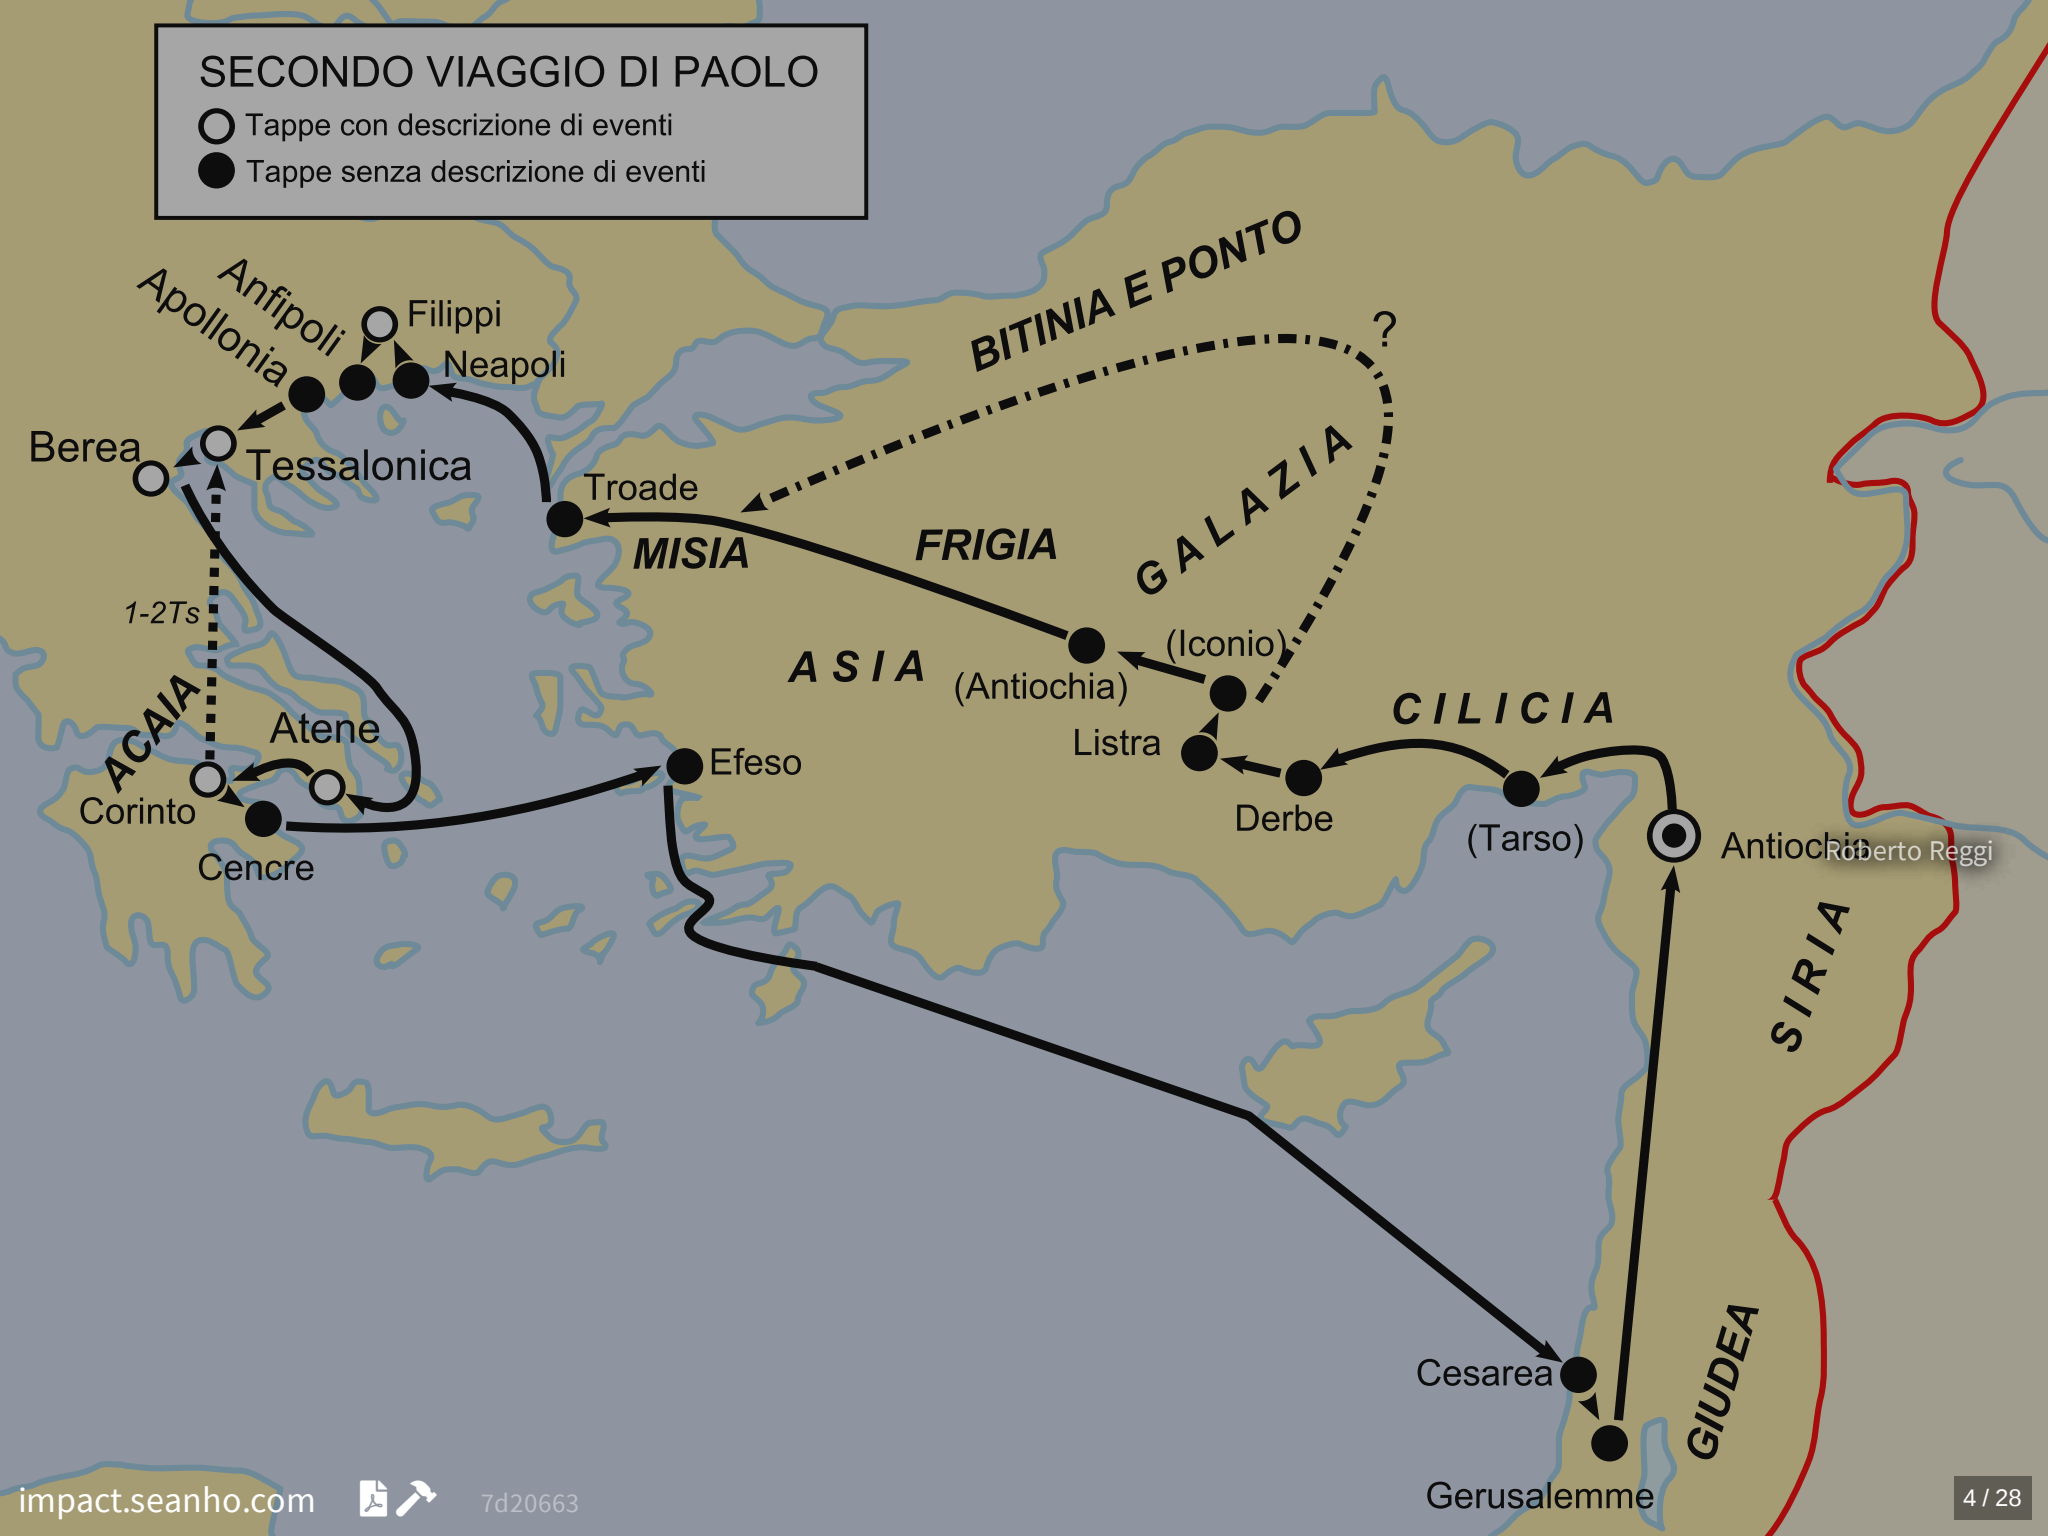 SECONDO VIAGGIO DI PAOLO
Tappe con descrizione di eventi
Tappe senza descrizione di eventi
BITINIA E PONTO
?
Anfipoli
Apollonia
Filippi
Neapoli
Berea
Tessalonica
Troade
MISIA
FRIGIA
GALAZIA
1-2Ts
ASIA
(Iconio)
(Antiochia)
CILICIA
ACAIA
Atene
Listra
Efeso
Corinto
Derbe
(Tarso)
Antiochia
Roberto Reggi
Cencre
SIRIA
Cesarea
GIUDEA
Gerusalemme
impact.seanho.com
7d20663
4 / 28